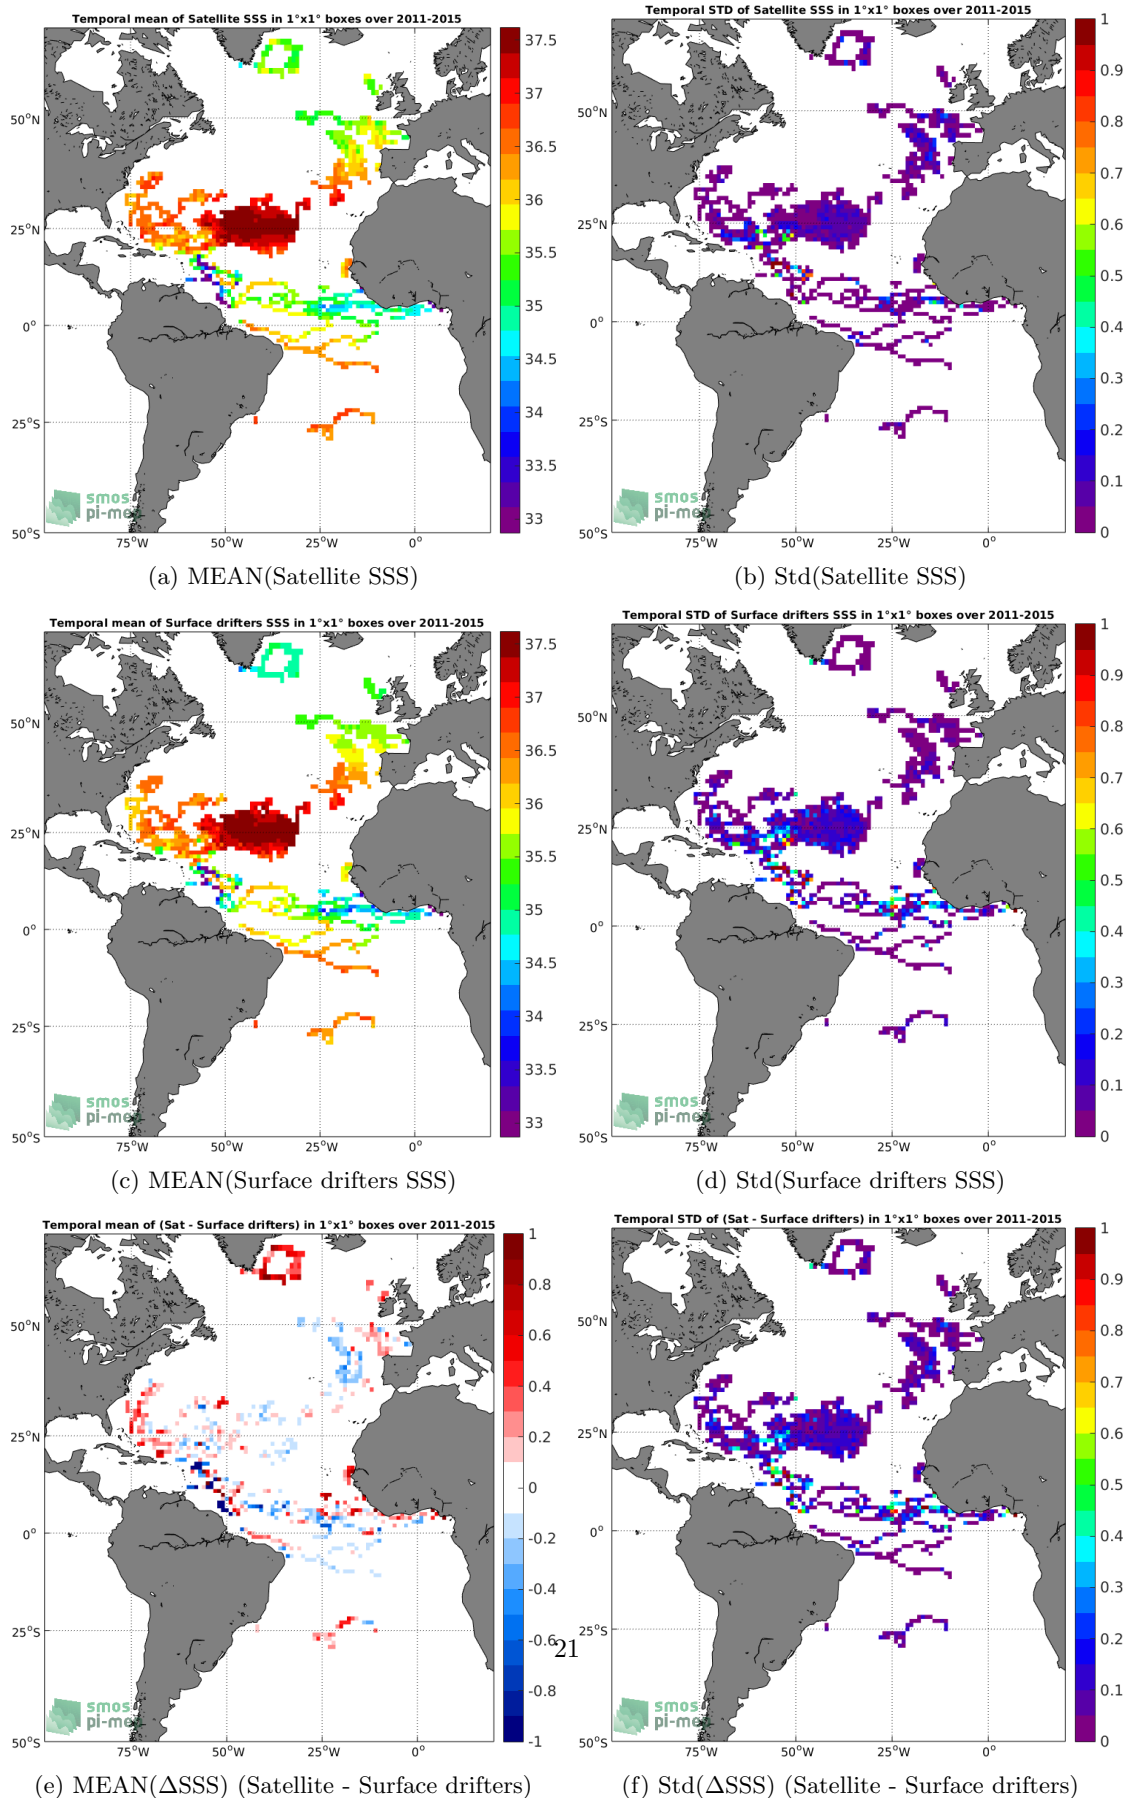 Temporal mean of Satellite SSS in 1°x1° boxes over 2011-2015
50°N
25°N
0°
25°S
50°S
75°W
50°W
25°W
0°
37.5
37
36.5
36
35.5
35
34.5
34
33.5
33
smos
pi-me
(a) MEAN(Satellite SSS)
Temporal STD of Satellite SSS in 1°x1° boxes over 2011-2015
50°N
25°N
0°
25°S
50°S
75°W
50°W
25°W
0°
1
0.9
0.8
0.7
0.6
0.5
0.4
0.3
0.2
0.1
0
smos
pi-me
(b) Std(Satellite SSS)
Temporal mean of Surface drifters SSS in 1°x1° boxes over 2011-2015
50°N
25°N
0°
25°S
50°S
75°W
50°W
25°W
0°
37.5
37
36.5
36
35.5
35
34.5
34
33.5
33
smos
pi-me
(c) MEAN(Surface drifters SSS)
Temporal STD of Surface drifters SSS in 1°x1° boxes over 2011-2015
50°N
25°N
0°
25°S
50°S
75°W
50°W
25°W
0°
1
0.9
0.8
0.7
0.6
0.5
0.4
0.3
0.2
0.1
0
smos
pi-me
(d) Std(Surface drifters SSS)
Temporal mean of (Sat - Surface drifters) in 1°x1° boxes over 2011-2015
50°N
25°N
0°
25°S
50°S
75°W
50°W
25°W
0°
1
0.8
0.6
0.4
0.2
0
-0.2
-0.4
-0.6
-0.8
-1
smos
pi-me
(e) MEAN(ΔSSS) (Satellite - Surface drifters)
Temporal STD of (Sat - Surface drifters) in 1°x1° boxes over 2011-2015
50°N
25°N
0°
25°S
50°S
75°W
50°W
25°W
0°
1
0.9
0.8
0.7
0.6
0.5
0.4
0.3
0.2
0.1
0
smos
pi-me
(f) Std(ΔSSS) (Satellite - Surface drifters)
21